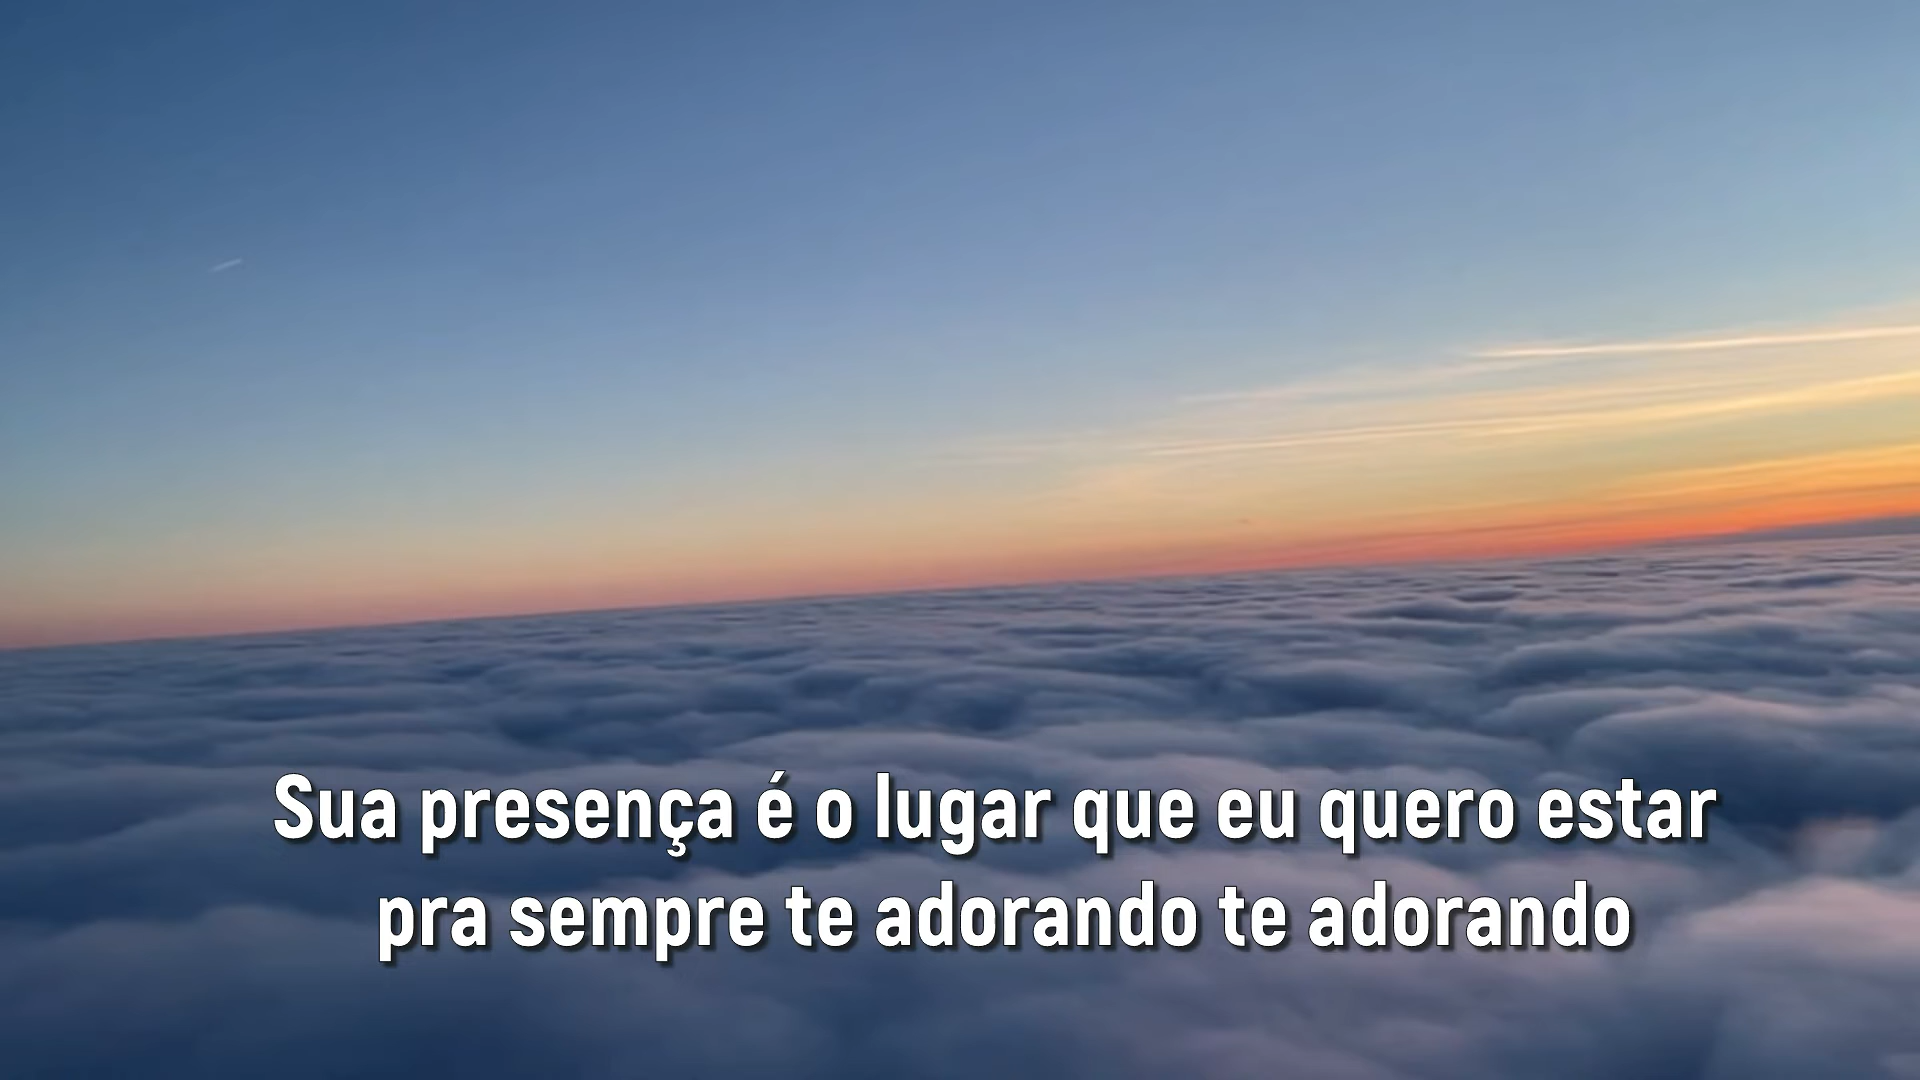 Sua presença é o lugar que eu quero estar
pra sempre te adorando te adorando